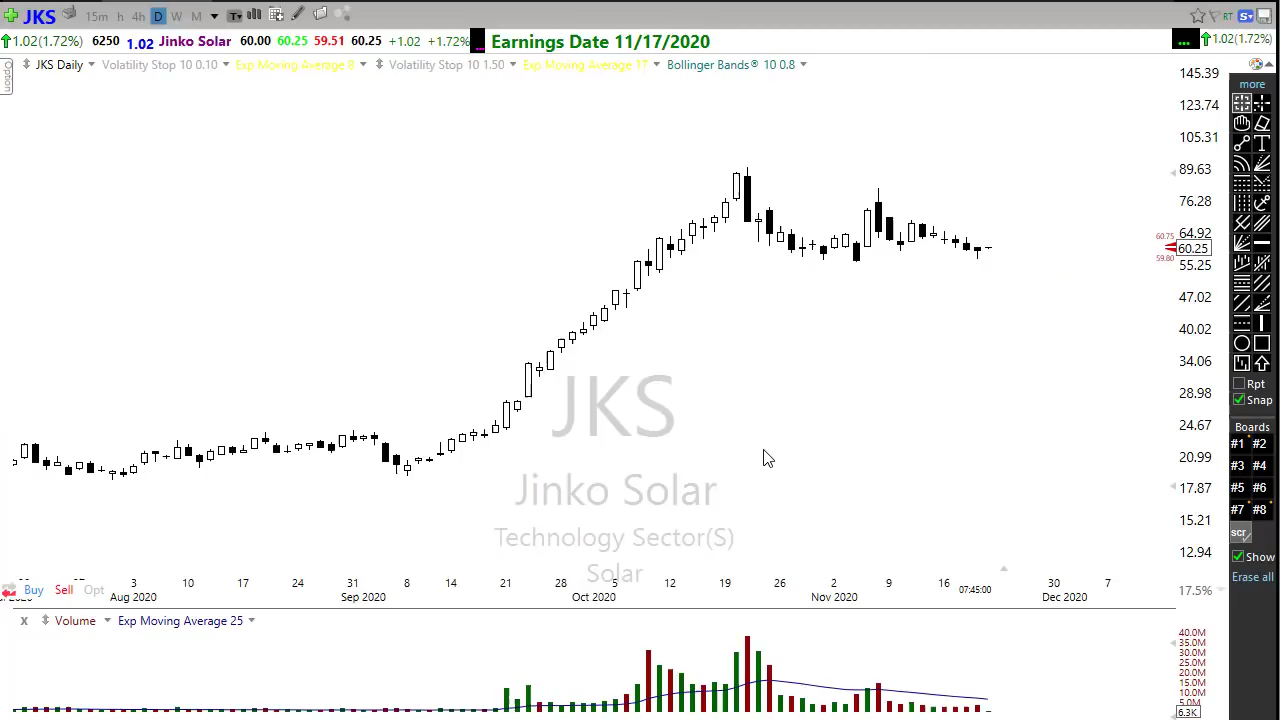 JKS 15m h 4h D W M T RT S
1.02(1.72%) 6250 1.02 Jinko Solar 60.00 60.25 59.51 60.25 +1.02 +1.72% ... Earnings Date 11/17/2020 ... 1.02(1.72%)
Option
JKS Daily Volatility Stop 10 0.10 Exp Moving Average 8 Volatility Stop 10 1.50 Exp Moving Average 17 Bollinger Bands® 10 0.8
145.39
123.74
105.31
89.63
76.28
64.92
60.75
60.25
59.80
55.25
47.02
40.02
34.06
28.98
24.67
20.99
17.87
15.21
12.94
17.5%
JKS
Jinko Solar
Technology Sector(S)
Solar
3 10 17 24 31 8 14 21 28 5 12 19 26 2 9 16 07:45:00 30 7
Buy Sell Opt
Aug 2020 Sep 2020 Oct 2020 Nov 2020 Dec 2020
x Volume Exp Moving Average 25
40.0M
35.0M
30.0M
25.0M
20.0M
15.0M
10.0M
5.0M
6.3K
more
T
Rpt
Snap
Boards
#1 #2
#3 #4
#5 #6
#7 #8
scr
Show
Erase all